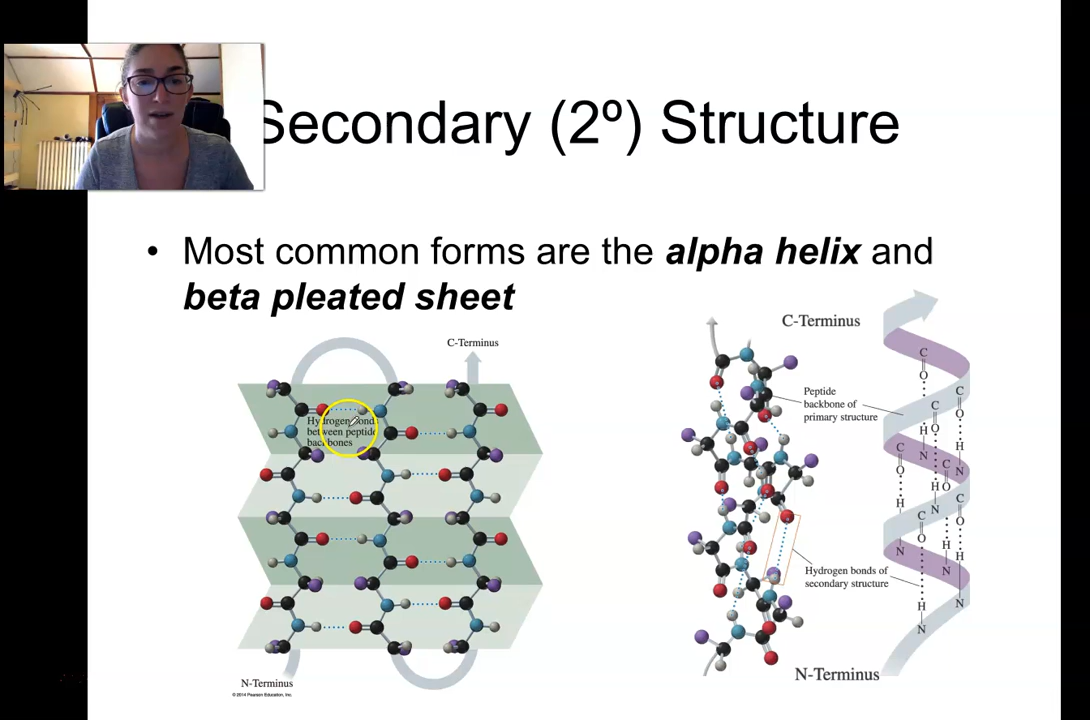 Secondary (2º) Structure
• Most common forms are the alpha helix and
beta pleated sheet
C-Terminus
Hydrogen bonds
between peptide
backbones
N-Terminus
© 2014 Pearson Education, Inc.
C-Terminus
Peptide
backbone of
primary structure
Hydrogen bonds of
secondary structure
N-Terminus
C
O
C
O
C
O
H
N
H
N
C
O
C
O
H
N
H
N
C
O
C
O
H
N
H
N
H
N
H
N